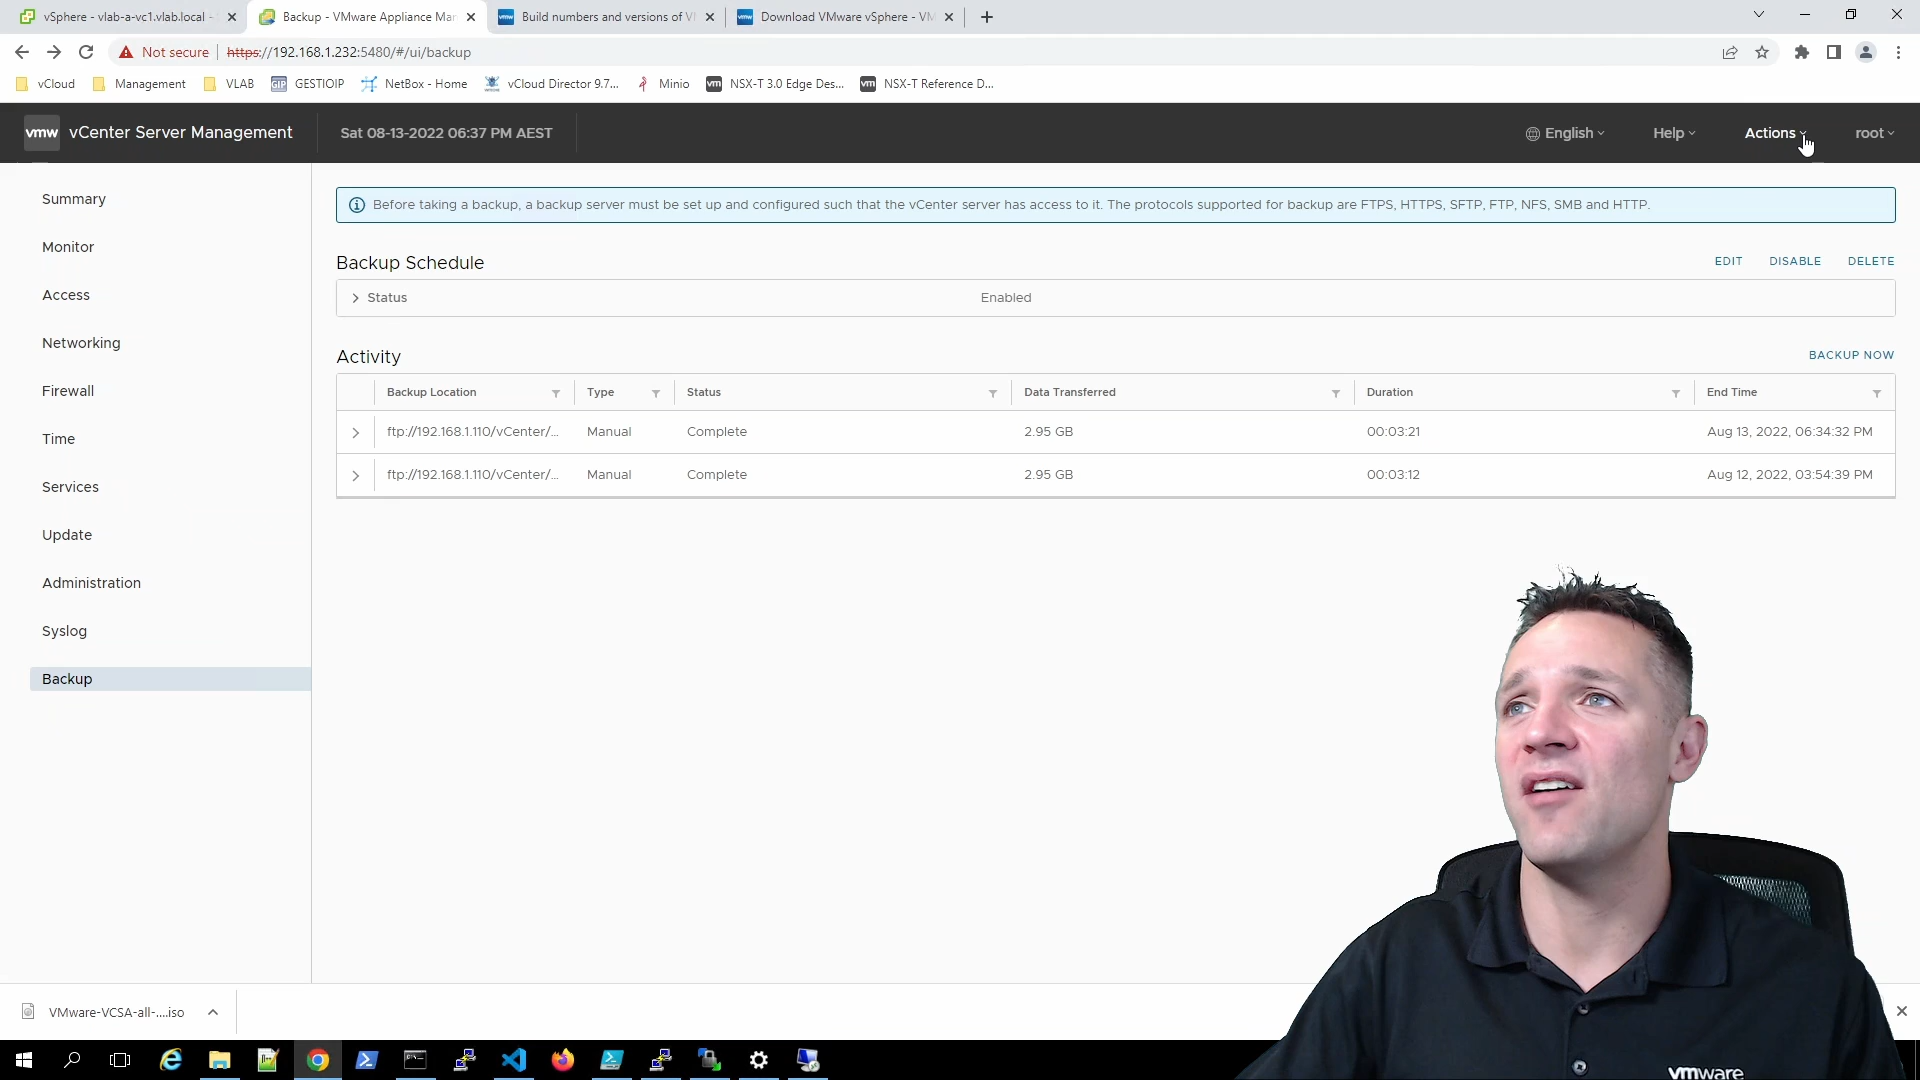 vSphere - vlab-a-vc1.vlab.local -
Backup - VMware Appliance Mar
Build numbers and versions of VI
Download VMware vSphere - VM
Not secure
https://192.168.1.232:5480/#/ui/backup
vCloud
Management
VLAB
GIP
GESTIOIP
NetBox - Home
vCloud Director 9.7...
Minio
vm
NSX-T 3.0 Edge Des...
vm
NSX-T Reference D...
vmw
vCenter Server Management
Sat 08-13-2022 06:37 PM AEST
English
Help
Actions
root
Summary
Monitor
Access
Networking
Firewall
Time
Services
Update
Administration
Syslog
Backup
Before taking a backup, a backup server must be set up and configured such that the vCenter server has access to it. The protocols supported for backup are FTPS, HTTPS, SFTP, FTP, NFS, SMB and HTTP.
Backup Schedule
EDIT DISABLE DELETE
Status Enabled
Activity
BACKUP NOW
Backup Location Type Status Data Transferred Duration End Time
ftp://192.168.1.110/vCenter/... Manual Complete 2.95 GB 00:03:21 Aug 13, 2022, 06:34:32 PM
ftp://192.168.1.110/vCenter/... Manual Complete 2.95 GB 00:03:12 Aug 12, 2022, 03:54:39 PM
VMware-VCSA-all-....iso
vmware